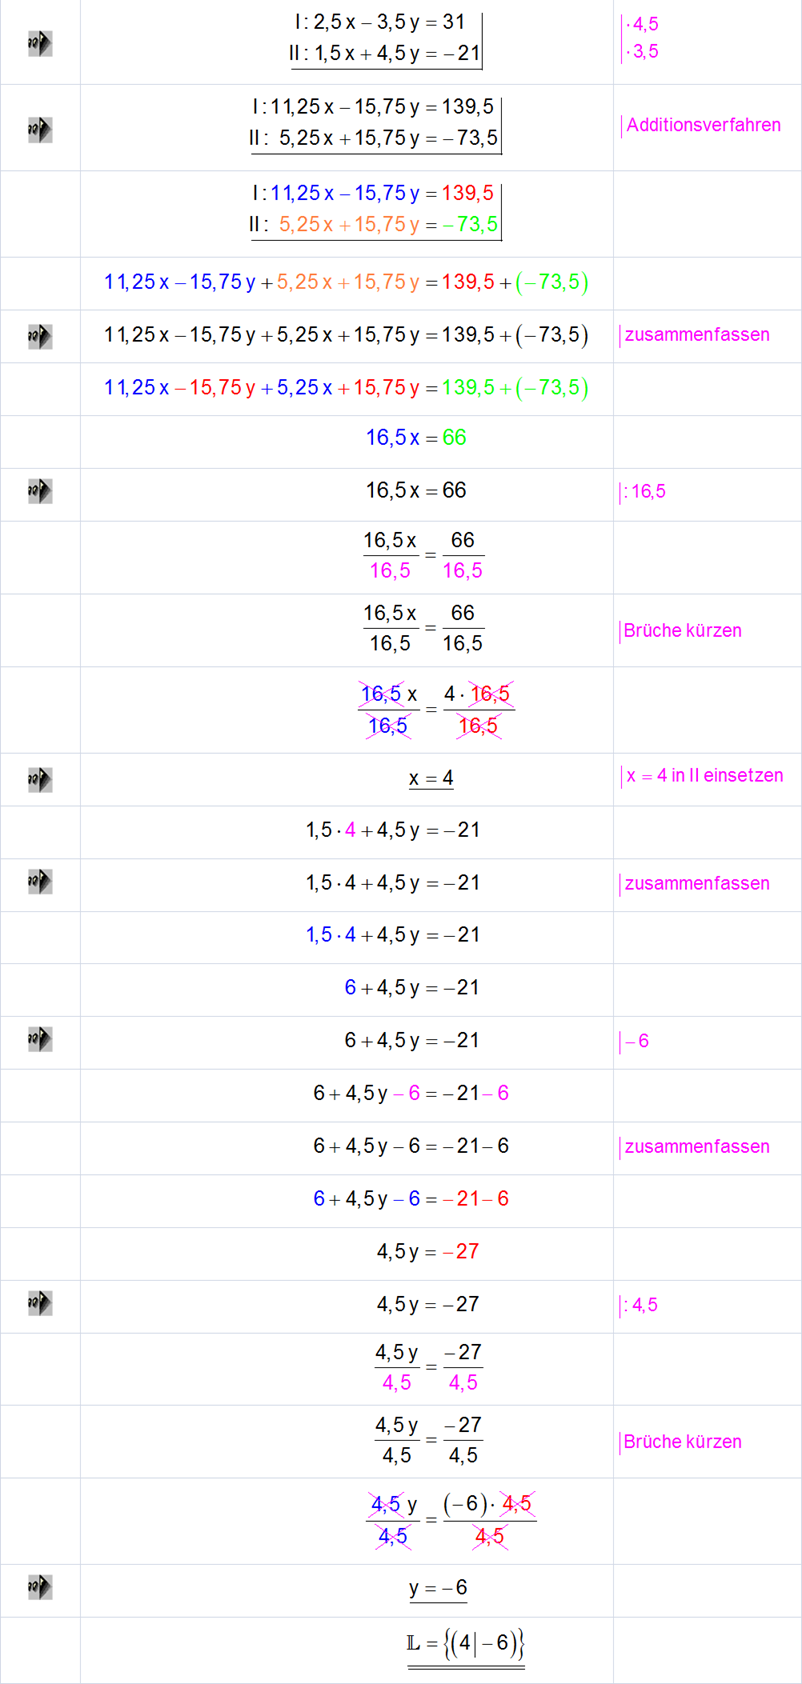 I : 2,5 x − 3,5 y = 31 | · 4,5
II : 1,5 x + 4,5 y = − 21 | · 3,5
I : 11,25 x − 15,75 y = 139,5
II : 5,25 x + 15,75 y = − 73,5 | Additionsverfahren
I : 11,25 x − 15,75 y = 139,5
II : 5,25 x + 15,75 y = − 73,5
11,25 x − 15,75 y + 5,25 x + 15,75 y = 139,5 + (− 73,5)
11,25 x − 15,75 y + 5,25 x + 15,75 y = 139,5 + (− 73,5) | zusammenfassen
11,25 x − 15,75 y + 5,25 x + 15,75 y = 139,5 + (− 73,5)
16,5 x = 66
16,5 x = 66 | : 16,5
16,5 x / 16,5 = 66 / 16,5
16,5 x / 16,5 = 66 / 16,5 | Brüche kürzen
16,5 x / 16,5 = 4 · 16,5 / 16,5
x = 4 | x = 4 in II einsetzen
1,5 · 4 + 4,5 y = − 21
1,5 · 4 + 4,5 y = − 21 | zusammenfassen
1,5 · 4 + 4,5 y = − 21
6 + 4,5 y = − 21
6 + 4,5 y = − 21 | − 6
6 + 4,5 y − 6 = − 21 − 6
6 + 4,5 y − 6 = − 21 − 6 | zusammenfassen
6 + 4,5 y − 6 = − 21 − 6
4,5 y = − 27
4,5 y = − 27 | : 4,5
4,5 y / 4,5 = − 27 / 4,5
4,5 y / 4,5 = − 27 / 4,5 | Brüche kürzen
4,5 y / 4,5 = (− 6) · 4,5 / 4,5
y = − 6
𝕃 = {(4 | − 6)}